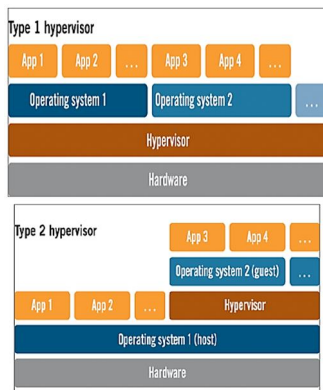 Type 1 hypervisor
App 1 App 2 ... App 3 App 4 ...
Operating system 1 Operating system 2 ...
Hypervisor
Hardware
Type 2 hypervisor
App 3 App 4 ...
Operating system 2 (guest) ...
App 1 App 2 ... Hypervisor
Operating system 1 (host)
Hardware